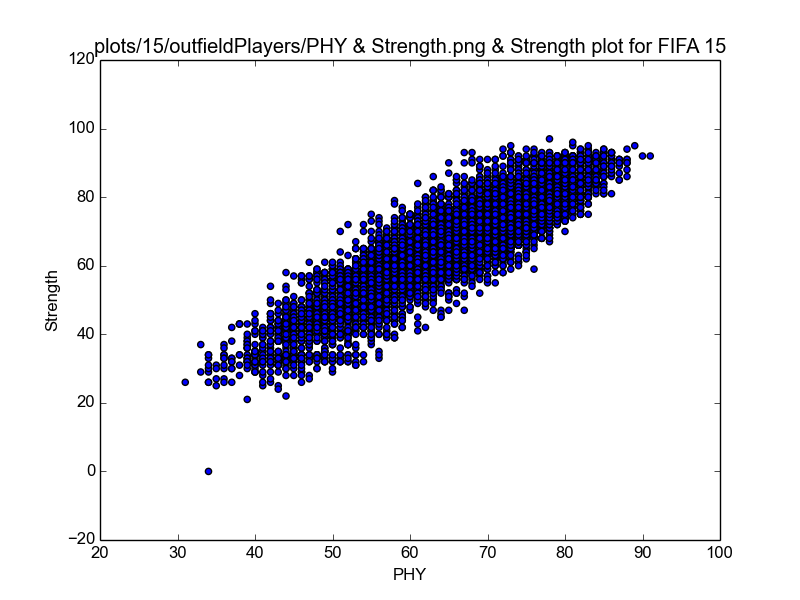 plots/15/outfieldPlayers/PHY & Strength.png & Strength plot for FIFA 15
120
100
80
60
40
20
0
−20
Strength
20 30 40 50 60 70 80 90 100
PHY